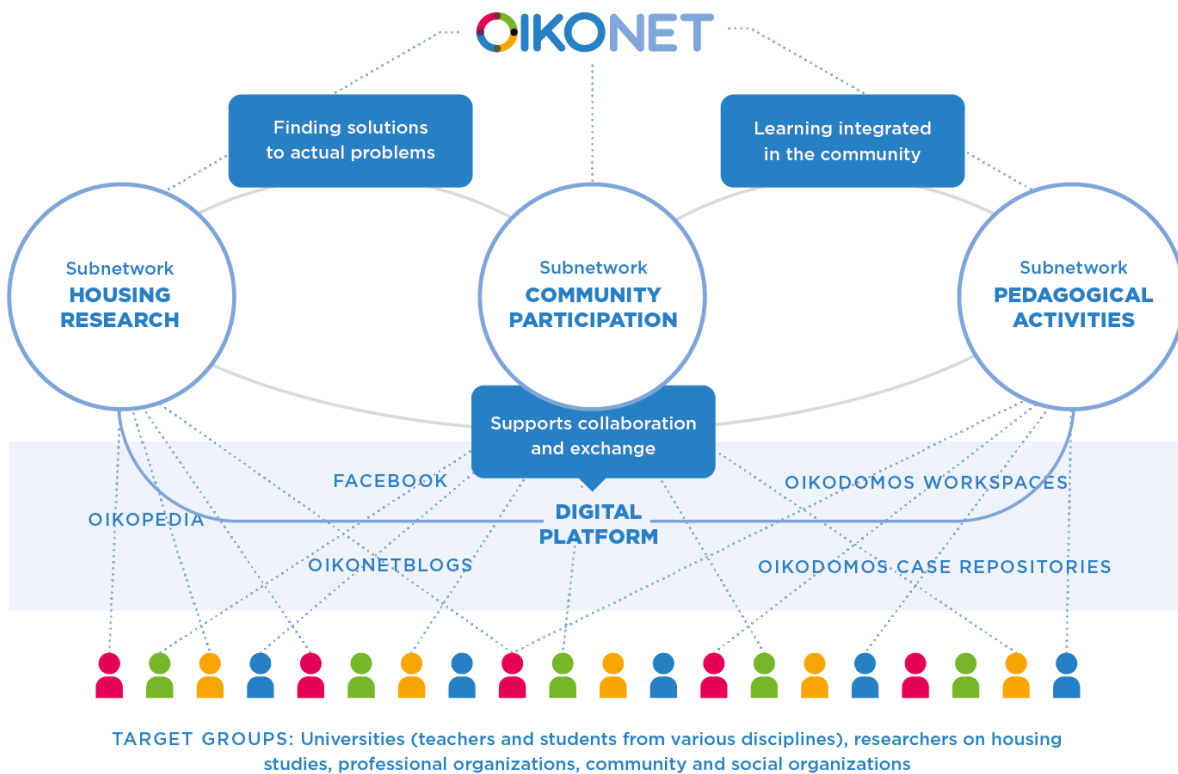 OIKONET
Finding solutions
to actual problems
Learning integrated
in the community
Subnetwork
HOUSING
RESEARCH
Subnetwork
COMMUNITY
PARTICIPATION
Subnetwork
PEDAGOGICAL
ACTIVITIES
Supports collaboration
and exchange
FACEBOOK
OIKODOMOS WORKSPACES
OIKOPEDIA
DIGITAL
PLATFORM
OIKONETBLOGS
OIKODOMOS CASE REPOSITORIES
TARGET GROUPS: Universities (teachers and students from various disciplines), researchers on housing
studies, professional organizations, community and social organizations